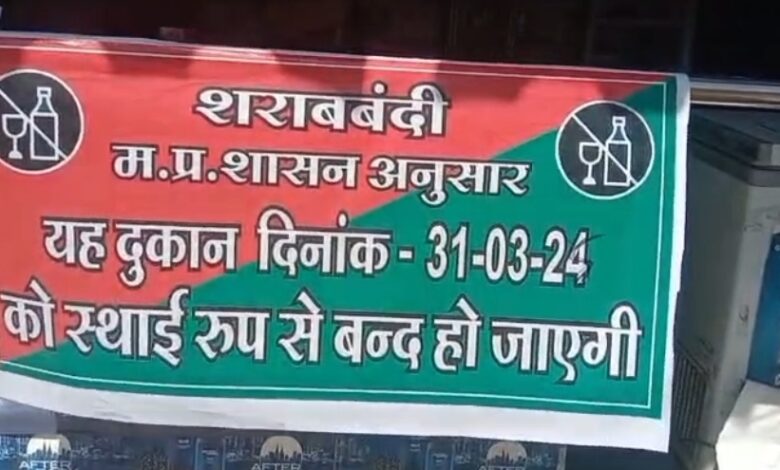 शराबबंदी
म.प्र.शासन अनुसार
यह दुकान दिनांक - 31-03-24
को स्थाई रुप से बन्द हो जाएगी
AFTER AFTER AFTER